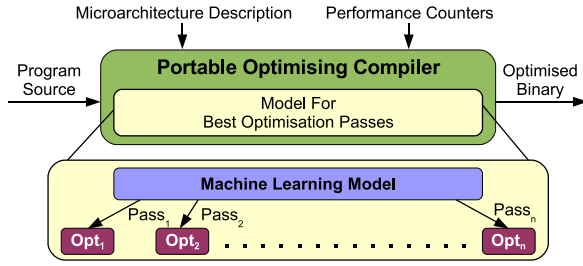 Microarchitecture Description
Performance Counters
Program
Source
Portable Optimising Compiler
Optimised
Binary
Model For
Best Optimisation Passes
Machine Learning Model
Pass₁
Pass₂
Passₙ
Opt₁
Opt₂
. . . . . . . . . . . . . . . .
Optₙ